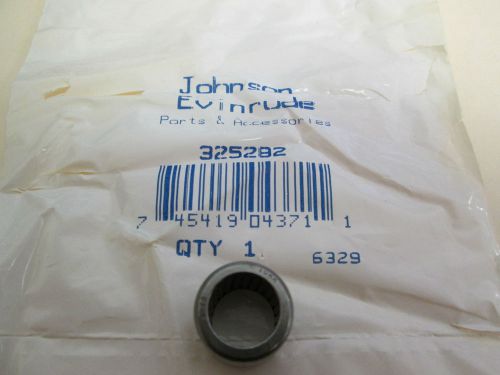 Johnson
Evinrude
Parts & Accessories
325282
7 45419 04371 1
QTY 1
6329